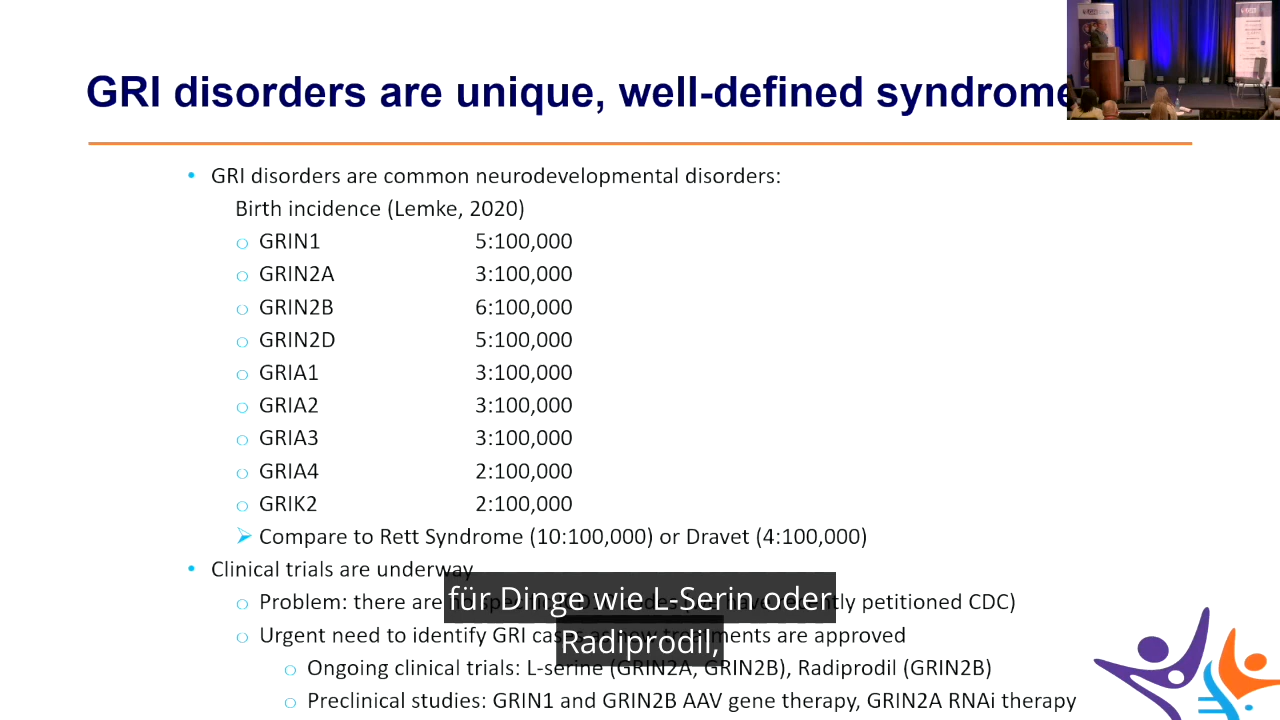 GRI disorders are unique, well-defined syndrome
• GRI disorders are common neurodevelopmental disorders:
Birth incidence (Lemke, 2020)
o GRIN1 5:100,000
o GRIN2A 3:100,000
o GRIN2B 6:100,000
o GRIN2D 5:100,000
o GRIA1 3:100,000
o GRIA2 3:100,000
o GRIA3 3:100,000
o GRIA4 2:100,000
o GRIK2 2:100,000
➢ Compare to Rett Syndrome (10:100,000) or Dravet (4:100,000)
• Clinical trials are underway
o Problem: there are petitioned CDC)
o Urgent need to identify GRI are approved
o Ongoing clinical trials: L-serine (GRIN2A, GRIN2B), Radiprodil (GRIN2B)
o Preclinical studies: GRIN1 and GRIN2B AAV gene therapy, GRIN2A RNAi therapy
für Dinge wie L-Serin oder
Radiprodil,